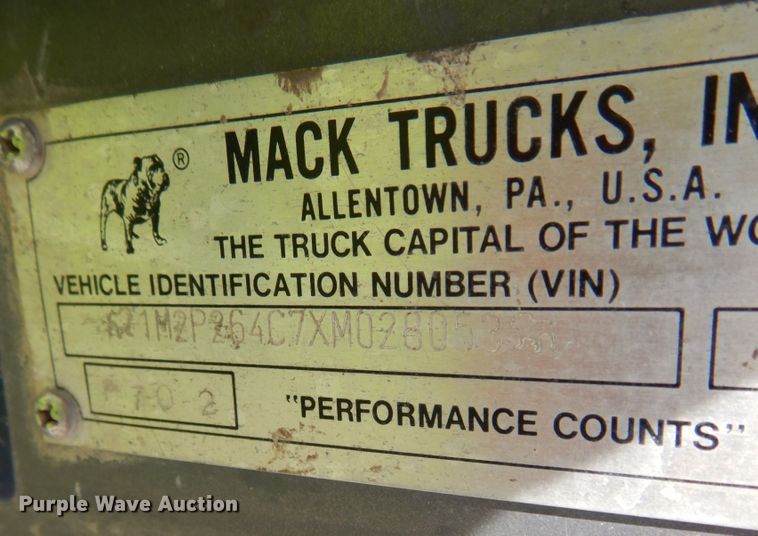 ®
MACK TRUCKS, IN
ALLENTOWN, PA., U.S.A.
THE TRUCK CAPITAL OF THE WO
VEHICLE IDENTIFICATION NUMBER (VIN)
1M2P264C7XM028053
"PERFORMANCE COUNTS"
Purple Wave Auction